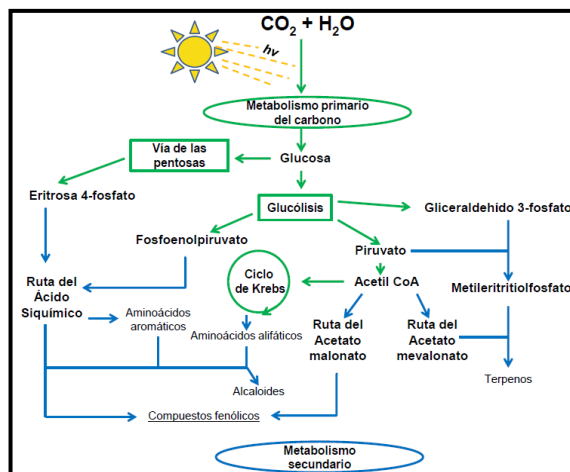 CO2 + H2O
hv
Metabolismo primario
del carbono
Vía de las
pentosas
Glucosa
Eritrosa 4-fosfato
Glucólisis
Gliceraldehido 3-fosfato
Fosfoenolpiruvato
Piruvato
Ruta del
Ácido
Siquímico
Ciclo
de Krebs
Acetil CoA
Metileritritiolfosfato
Aminoácidos
aromáticos
Aminoácidos alifáticos
Ruta del
Acetato
malonato
Ruta del
Acetato
mevalonato
Terpenos
Alcaloides
Compuestos fenólicos
Metabolismo
secundario